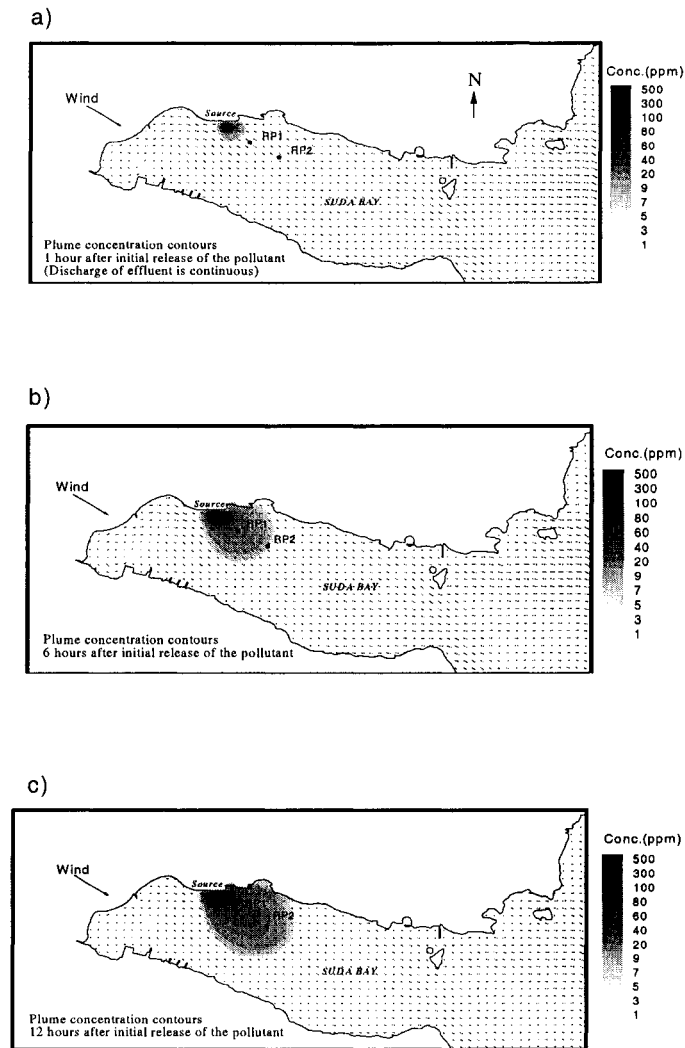 a)
Conc.(ppm)
500
300
100
80
60
40
20
9
7
5
3
1
Wind
N
Source
RP1
RP2
SUDA BAY
Plume concentration contours
1 hour after initial release of the pollutant
(Discharge of effluent is continuous)
b)
Conc.(ppm)
500
300
100
80
60
40
20
9
7
5
3
1
Wind
Source
RP1
RP2
SUDA BAY
Plume concentration contours
6 hours after initial release of the pollutant
c)
Conc.(ppm)
500
300
100
80
60
40
20
9
7
5
3
1
Wind
Source
RP2
SUDA BAY
Plume concentration contours
12 hours after initial release of the pollutant